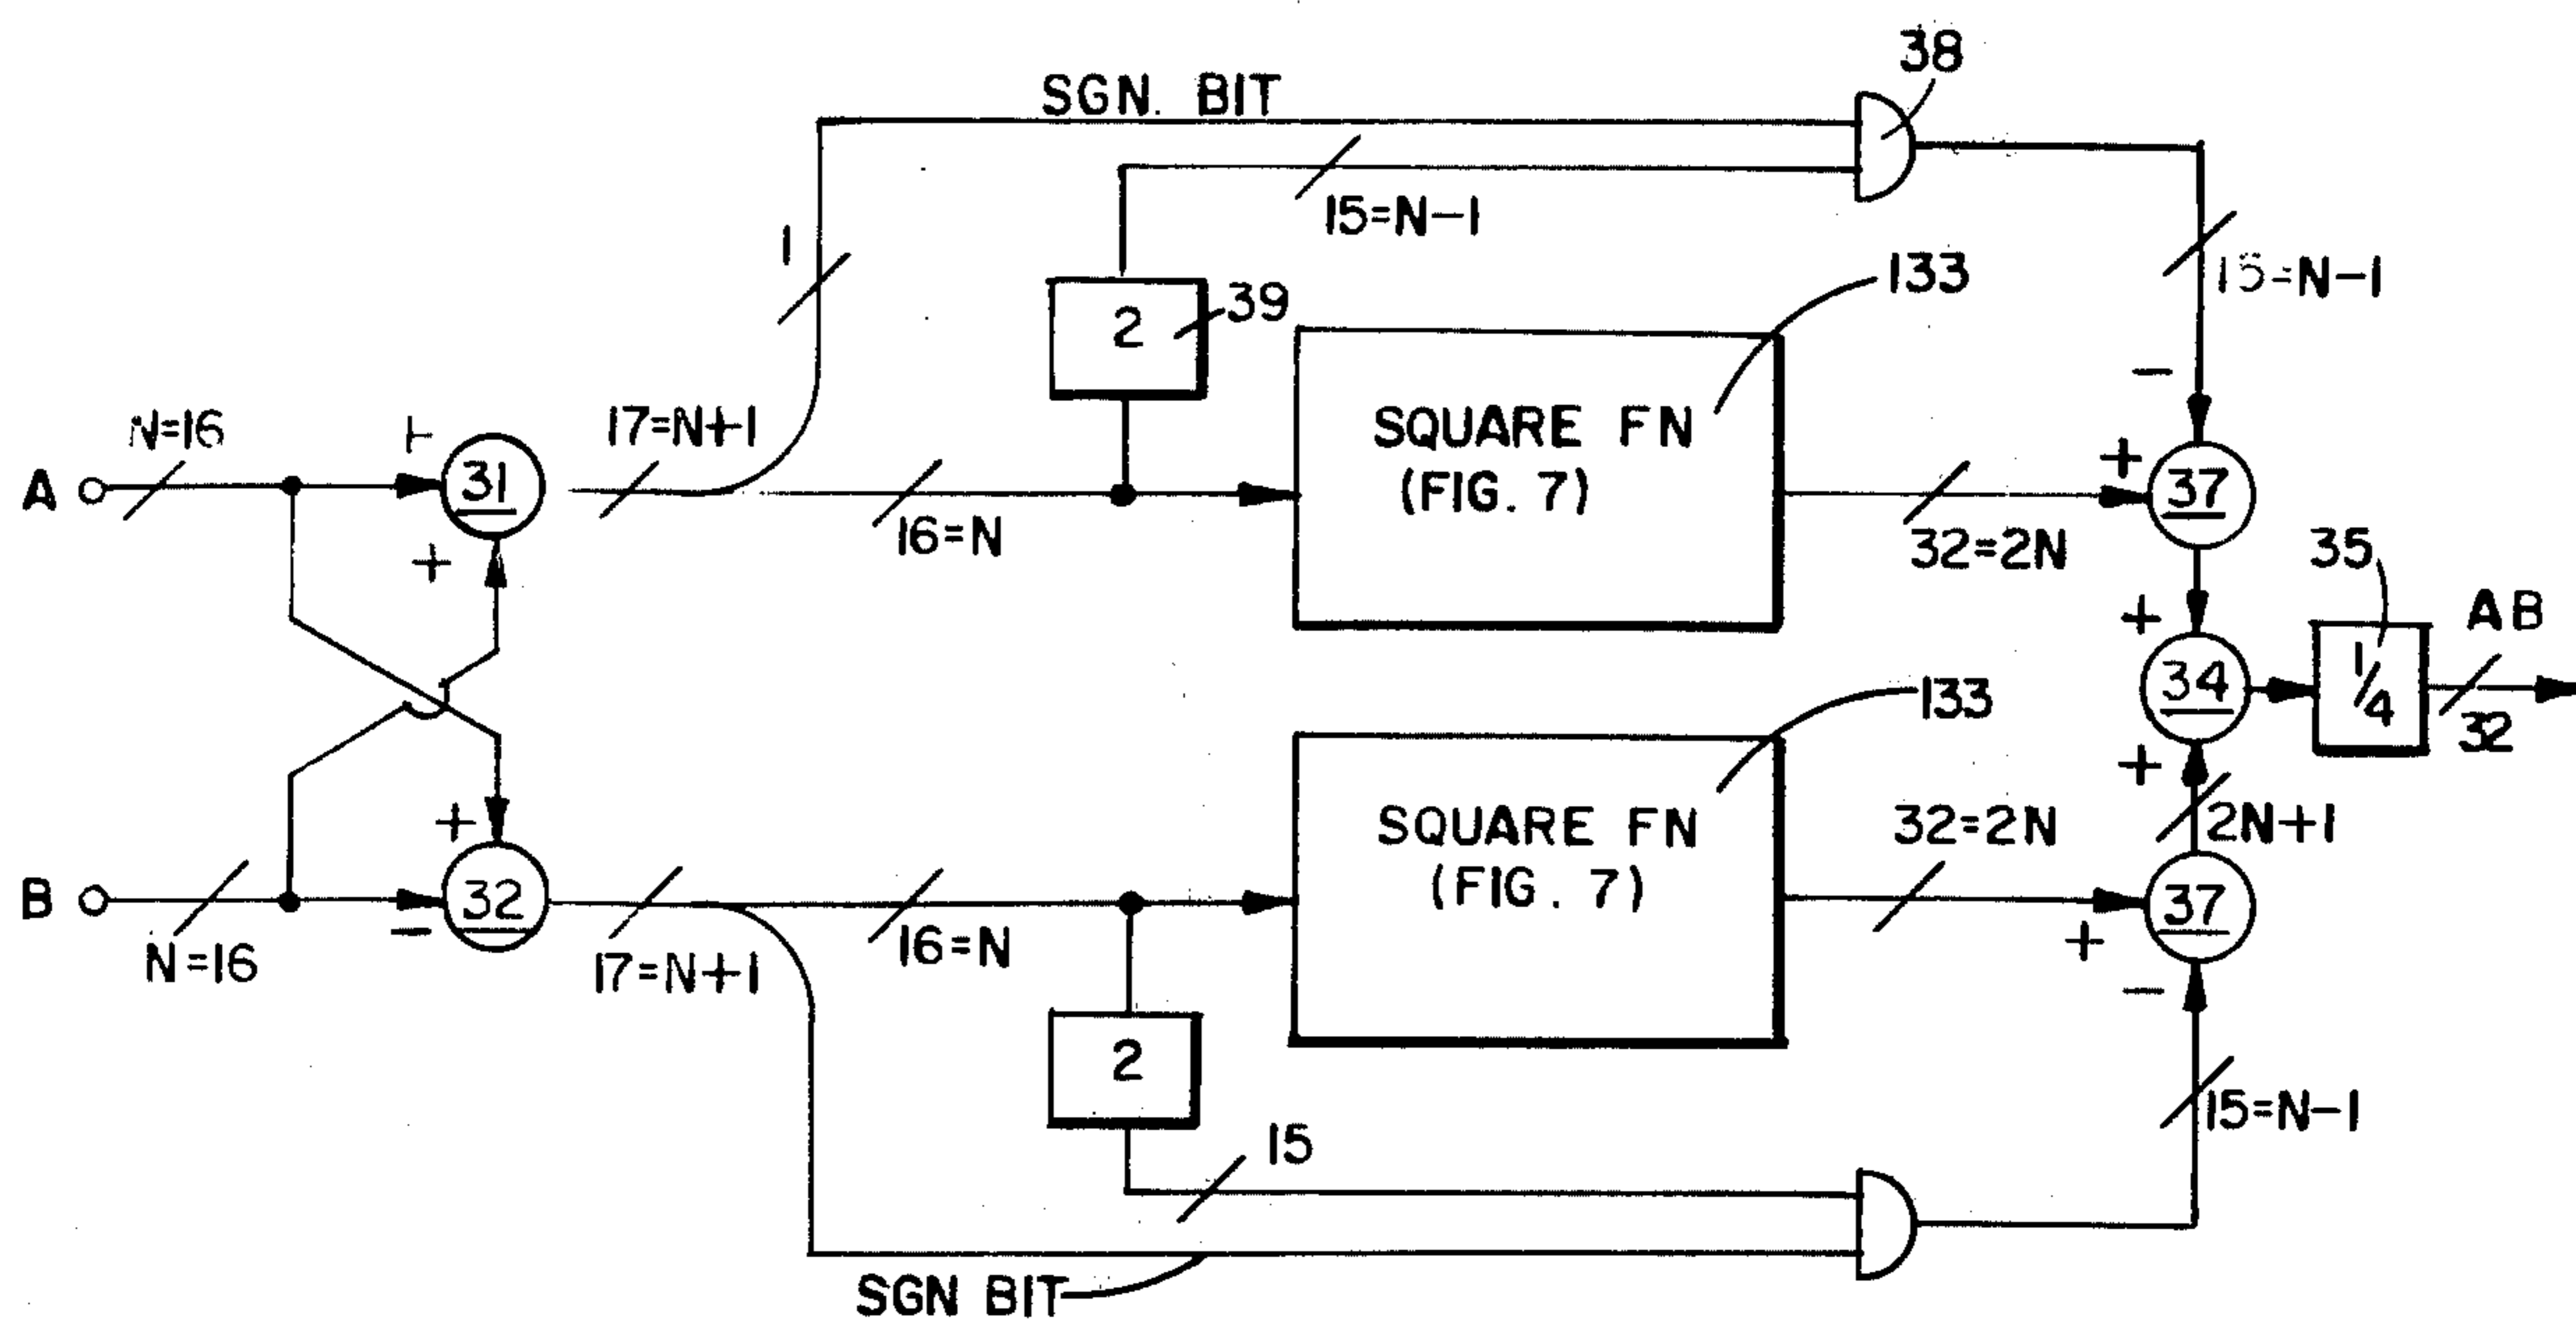 38
SGN. BIT
15=N-1
1
15=N-1
133
39
2
N=16
+
17=N+1
SQUARE FN
(FIG. 7)
-
+
A
31
37
16=N
32=2N
+
35
+
AB
133
34
1/4
32
+
+
SQUARE FN
(FIG. 7)
32=2N
2N+1
B
32
37
-
N=16
17=N+1
16=N
+
-
2
15=N-1
15
SGN BIT